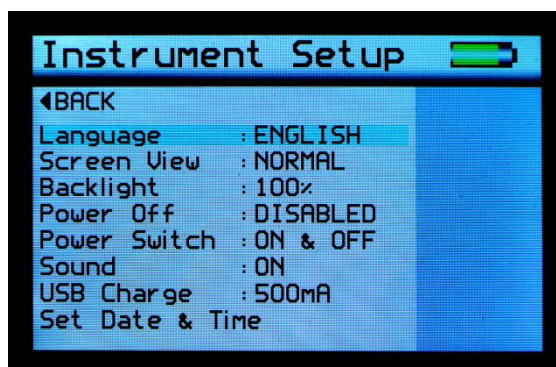 Instrument Setup
◀BACK
Language : ENGLISH
Screen View : NORMAL
Backlight : 100%
Power Off : DISABLED
Power Switch : ON & OFF
Sound : ON
USB Charge : 500mA
Set Date & Time